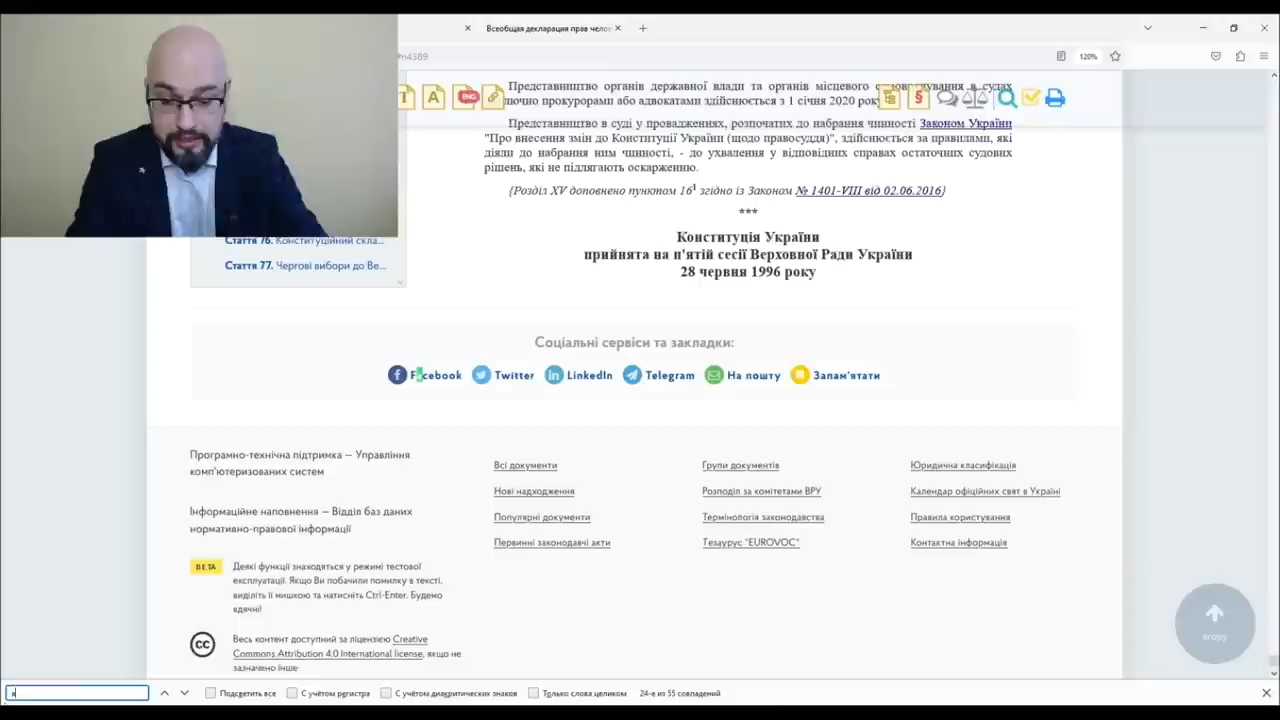 Всеобщая декларация прав чело
#n4389
120%
T A ENG
Представництво органів державної влади та органів місцевого самоврядування в судах
ключно прокурорами або адвокатами здійснюється з 1 січня 2020 року
Представництво в суді у провадженнях, розпочатих до набрання чинності Законом України
"Про внесення змін до Конституції України (щодо правосуддя)", здійснюється за правилами, які
діяли до набрання ним чинності, - до ухвалення у відповідних справах остаточних судових
рішень, які не підлягають оскарженню.
{Розділ XV доповнено пунктом 16¹ згідно із Законом № 1401-VIII від 02.06.2016}
***
Конституція України
прийнята на п'ятій сесії Верховної Ради України
28 червня 1996 року
Стаття 76. Конституційний скла...
Стаття 77. Чергові вибори до Ве...
Соціальні сервіси та закладки:
Facebook Twitter LinkedIn Telegram На пошту Запам'ятати
Програмно-технічна підтримка — Управління
комп'ютеризованих систем
Інформаційне наповнення — Відділ баз даних
нормативно-правової інформації
BETA
Деякі функції знаходяться у режимі тестової
експлуатації. Якщо Ви побачили помилку в тексті,
виділіть її мишкою та натисніть Ctrl-Enter. Будемо
вдячні!
cc
Весь контент доступний за ліцензією Creative
Commons Attribution 4.0 International license, якщо не
зазначено інше
Всі документи
Нові надходження
Популярні документи
Первинні законодавчі акти
Групи документів
Розподіл за комітетами ВРУ
Термінологія законодавства
Тезаурус "EUROVOC"
Юридична класифікація
Календар офіційних свят в Україні
Правила користування
Контактна інформація
вгору
Подсветить все С учётом регистра С учётом диакритических знаков Только слова целиком 24-е из 55 совпадений